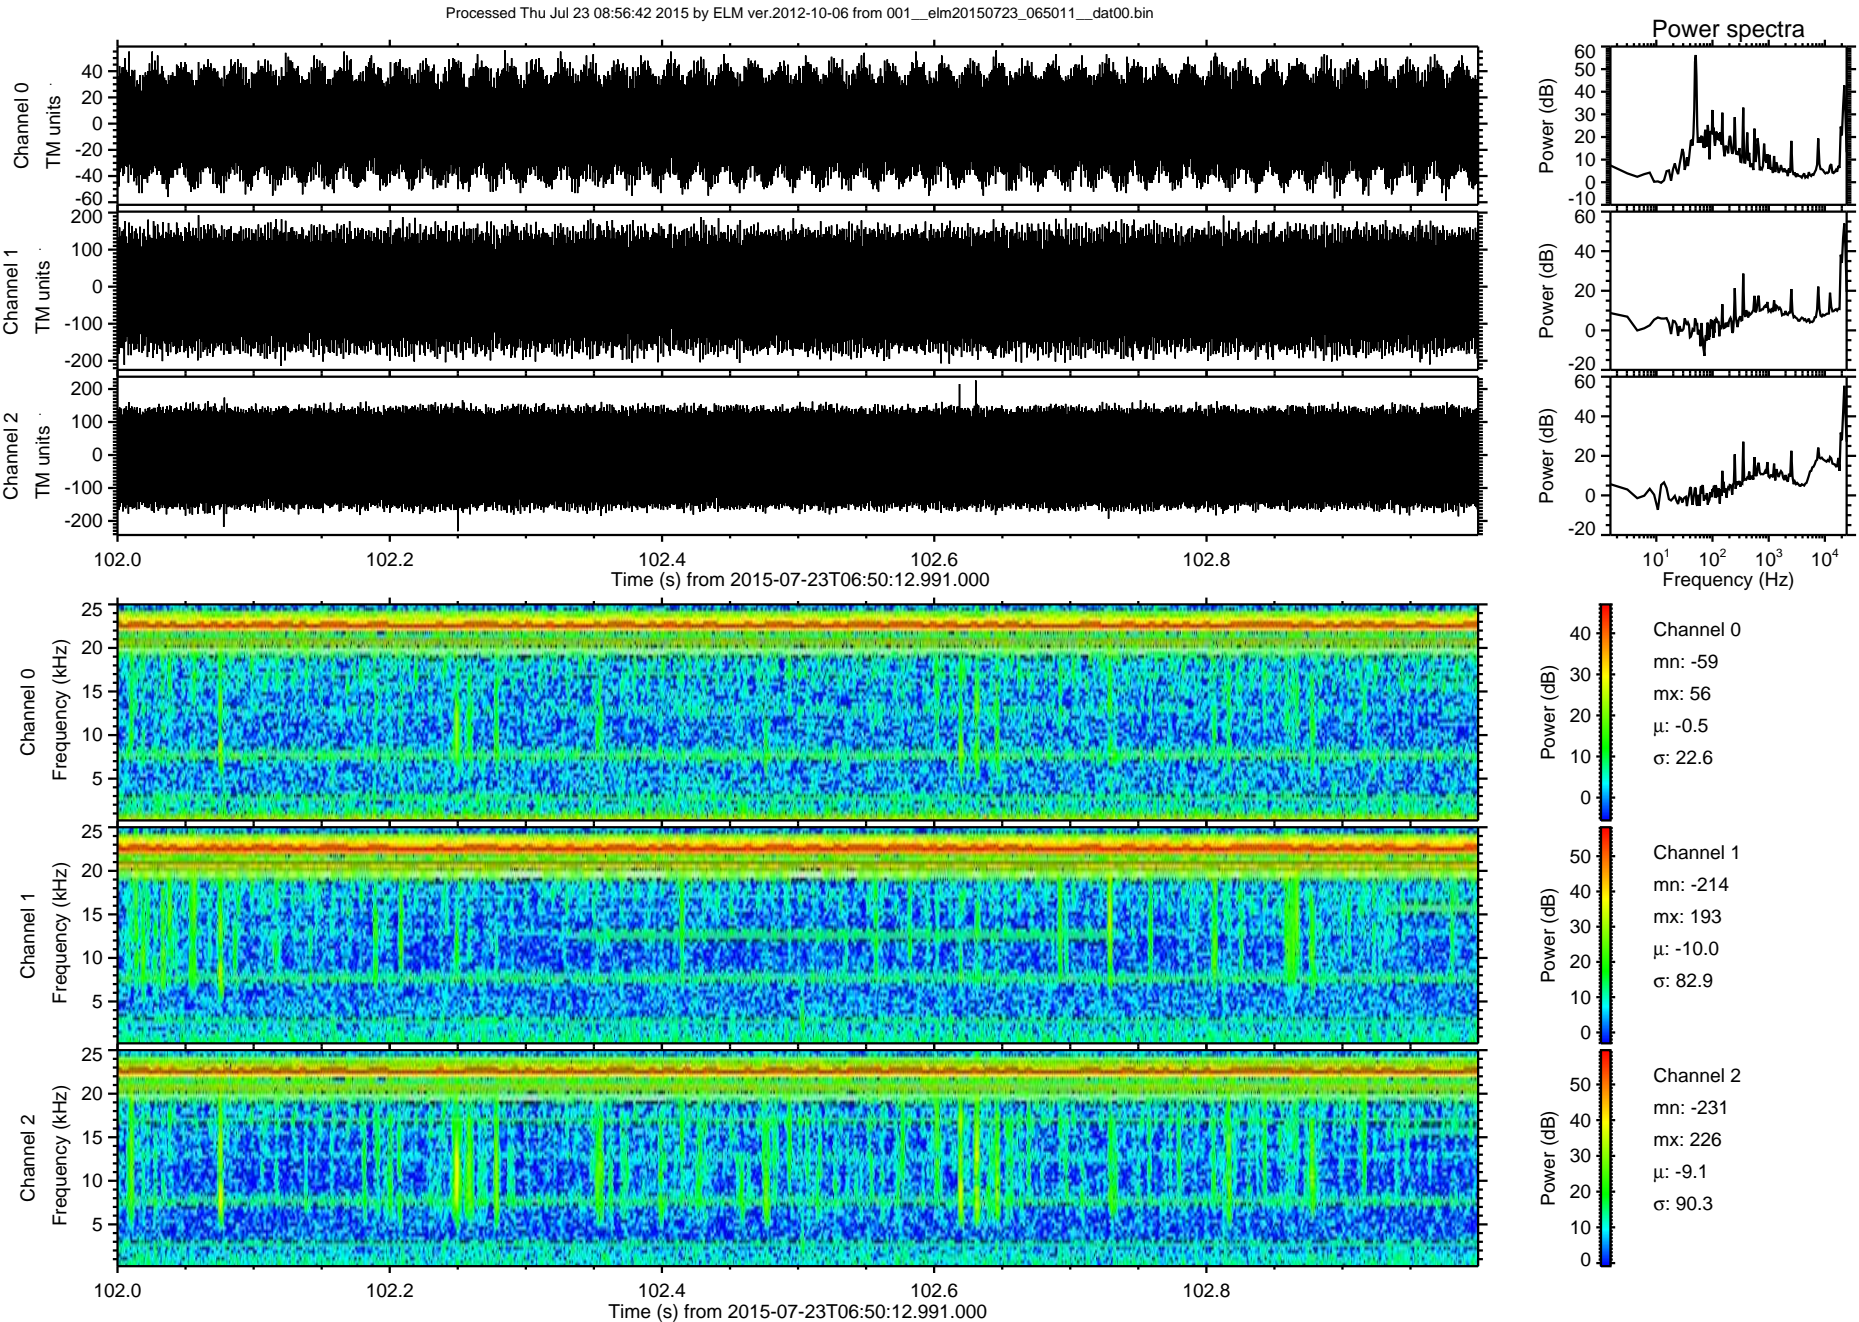 Processed Thu Jul 23 08:56:42 2015 by ELM ver.2012-10-06 from 001__elm20150723_065011__dat00.bin
Power spectra
Channel 0
TM units
40
20
0
-20
-40
-60
Power (dB)
60
50
40
30
20
10
0
-10
Channel 1
TM units
200
100
0
-100
-200
Power (dB)
60
40
20
0
-20
Channel 2
TM units
200
100
0
-100
-200
Power (dB)
60
40
20
0
-20
102.0 102.2 102.4 102.6 102.8
Time (s) from 2015-07-23T06:50:12.991.000
10¹ 10² 10³ 10⁴
Frequency (Hz)
Channel 0
Frequency (kHz)
25
20
15
10
5
Power (dB)
40
30
20
10
0
Channel 0
mn: -59
mx: 56
μ: -0.5
σ: 22.6
Channel 1
Frequency (kHz)
25
20
15
10
5
Power (dB)
50
40
30
20
10
0
Channel 1
mn: -214
mx: 193
μ: -10.0
σ: 82.9
Channel 2
Frequency (kHz)
25
20
15
10
5
Power (dB)
50
40
30
20
10
0
Channel 2
mn: -231
mx: 226
μ: -9.1
σ: 90.3
102.0 102.2 102.4 102.6 102.8
Time (s) from 2015-07-23T06:50:12.991.000